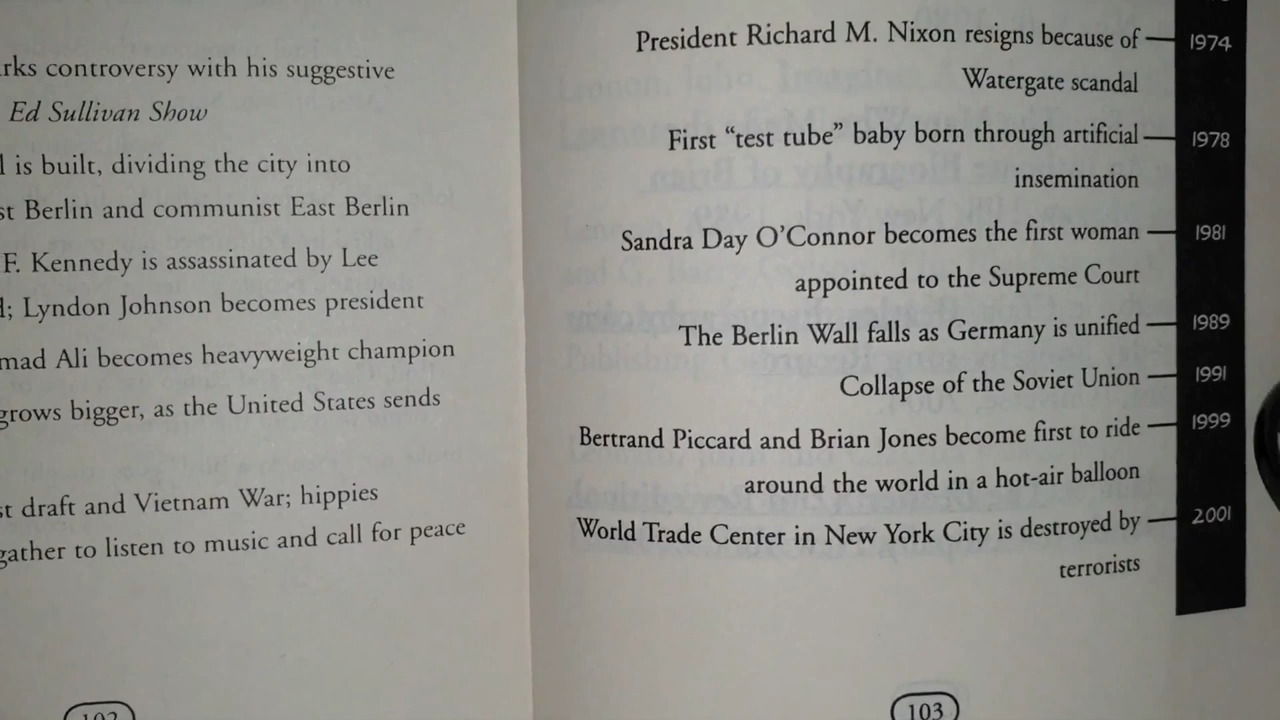 rks controversy with his suggestive
Ed Sullivan Show
is built, dividing the city into
st Berlin and communist East Berlin
F. Kennedy is assassinated by Lee
; Lyndon Johnson becomes president
mad Ali becomes heavyweight champion
grows bigger, as the United States sends
st draft and Vietnam War; hippies
gather to listen to music and call for peace
102
President Richard M. Nixon resigns because of 1974
Watergate scandal
First “test tube” baby born through artificial 1978
insemination
Sandra Day O’Connor becomes the first woman 1981
appointed to the Supreme Court
The Berlin Wall falls as Germany is unified 1989
Collapse of the Soviet Union 1991
Bertrand Piccard and Brian Jones become first to ride 1999
around the world in a hot-air balloon
World Trade Center in New York City is destroyed by 2001
terrorists
103